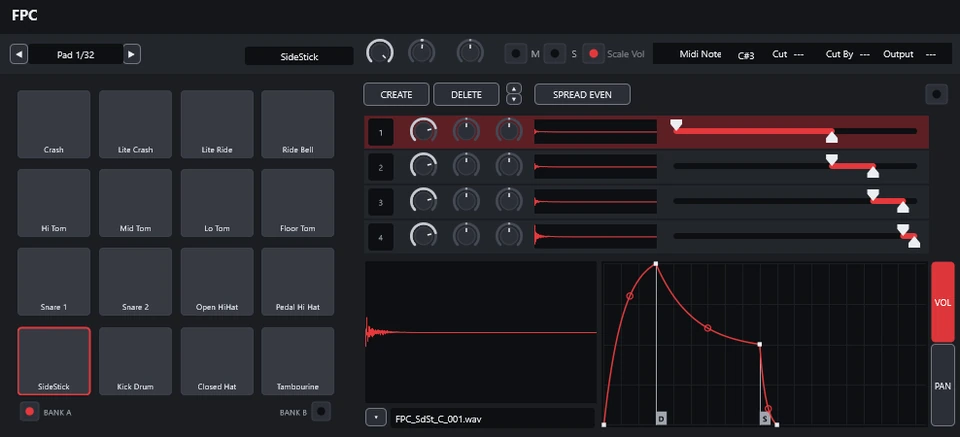 FPC
Pad 1/32
SideStick
M
S
Scale Vol
Midi Note
C#3
Cut ---
Cut By ---
Output ---
CREATE
DELETE
SPREAD EVEN
Crash
Lite Crash
Lite Ride
Ride Bell
Hi Tom
Mid Tom
Lo Tom
Floor Tom
Snare 1
Snare 2
Open HiHat
Pedal Hi Hat
SideStick
Kick Drum
Closed Hat
Tambourine
BANK A
BANK B
1
2
3
4
D
S
VOL
PAN
FPC_SdSt_C_001.wav